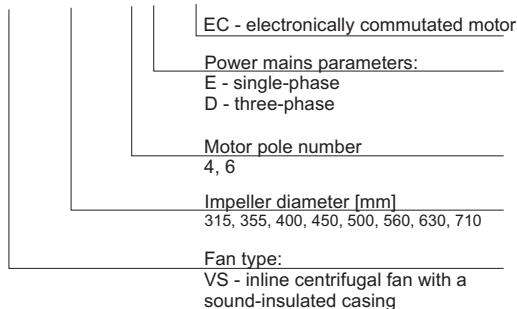 EC - electronically commutated motor
Power mains parameters:
E - single-phase
D - three-phase
Motor pole number
4, 6
Impeller diameter [mm]
315, 355, 400, 450, 500, 560, 630, 710
Fan type:
VS - inline centrifugal fan with a
sound-insulated casing